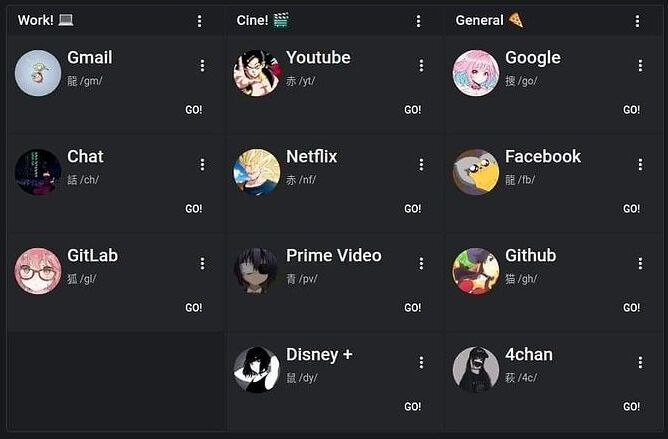 Work! 💻
Gmail
龍 /gm/
GO!
Chat
話 /ch/
GO!
GitLab
狐 /gl/
GO!
Cine! 🎬
Youtube
赤 /yt/
GO!
Netflix
赤 /nf/
GO!
Prime Video
青 /pv/
GO!
Disney +
鼠 /dy/
GO!
General 🍕
Google
捜 /go/
GO!
Facebook
龍 /fb/
GO!
Github
猫 /gh/
GO!
4chan
萩 /4c/
GO!